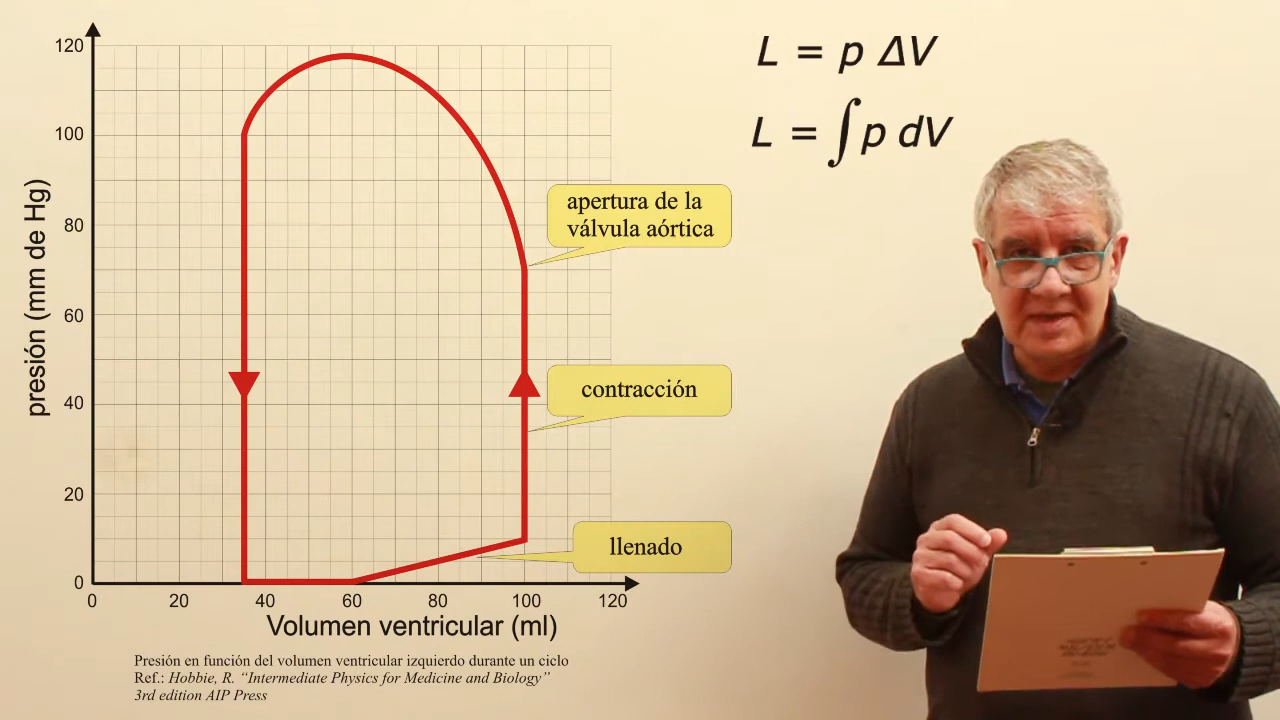 L = p ΔV
L = ∫p dV
120
100
80
60
40
20
0
presión (mm de Hg)
apertura de la
válvula aórtica
contracción
llenado
0 20 40 60 80 100 120
Volumen ventricular (ml)
Presión en función del volumen ventricular izquierdo durante un ciclo
Ref.: Hobbie, R. “Intermediate Physics for Medicine and Biology”
3rd edition AIP Press